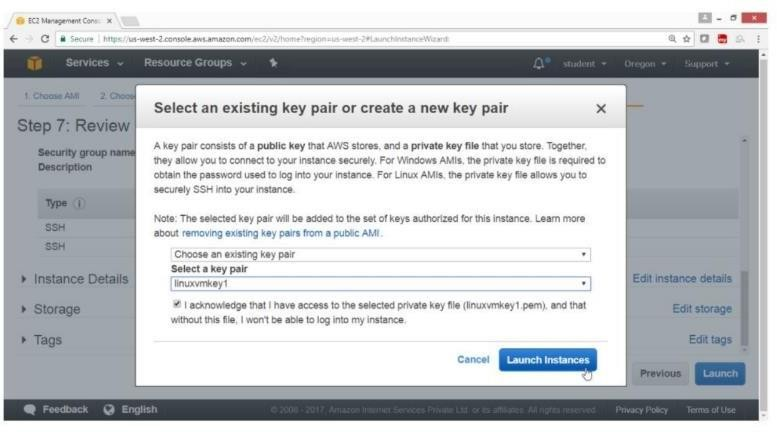 EC2 Management Conso
Secure https://us-west-2.console.aws.amazon.com/ec2/v2/home?region=us-west-2#LaunchInstanceWizard:
Services Resource Groups student Oregon Support
1. Choose AMI 2. Choos
Step 7: Review
Select an existing key pair or create a new key pair
A key pair consists of a public key that AWS stores, and a private key file that you store. Together,
they allow you to connect to your instance securely. For Windows AMIs, the private key file is required to
obtain the password used to log into your instance. For Linux AMIs, the private key file allows you to
securely SSH into your instance.
Security group name
Description
Type
SSH
SSH
Note: The selected key pair will be added to the set of keys authorized for this instance. Learn more
about removing existing key pairs from a public AMI.
Choose an existing key pair
Select a key pair
linuxvmkey1
I acknowledge that I have access to the selected private key file (linuxvmkey1.pem), and that
without this file, I won't be able to log into my instance.
Instance Details Edit instance details
Storage Edit storage
Tags Edit tags
Cancel Launch Instances
Previous Launch
Feedback English © 2008 - 2017, Amazon Internet Services Private Ltd. or its affiliates. All rights reserved. Privacy Policy Terms of Use